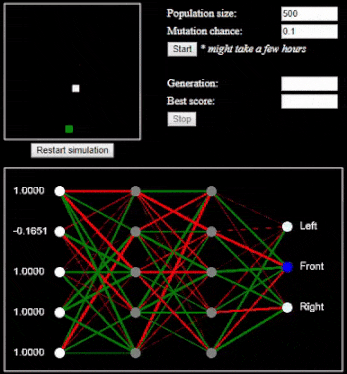 Population size: 500
Mutation chance: 0.1
Start * might take a few hours
Generation:
Best score:
Stop
Restart simulation
1.0000
Left
-0.1651
1.0000
Front
1.0000
Right
1.0000